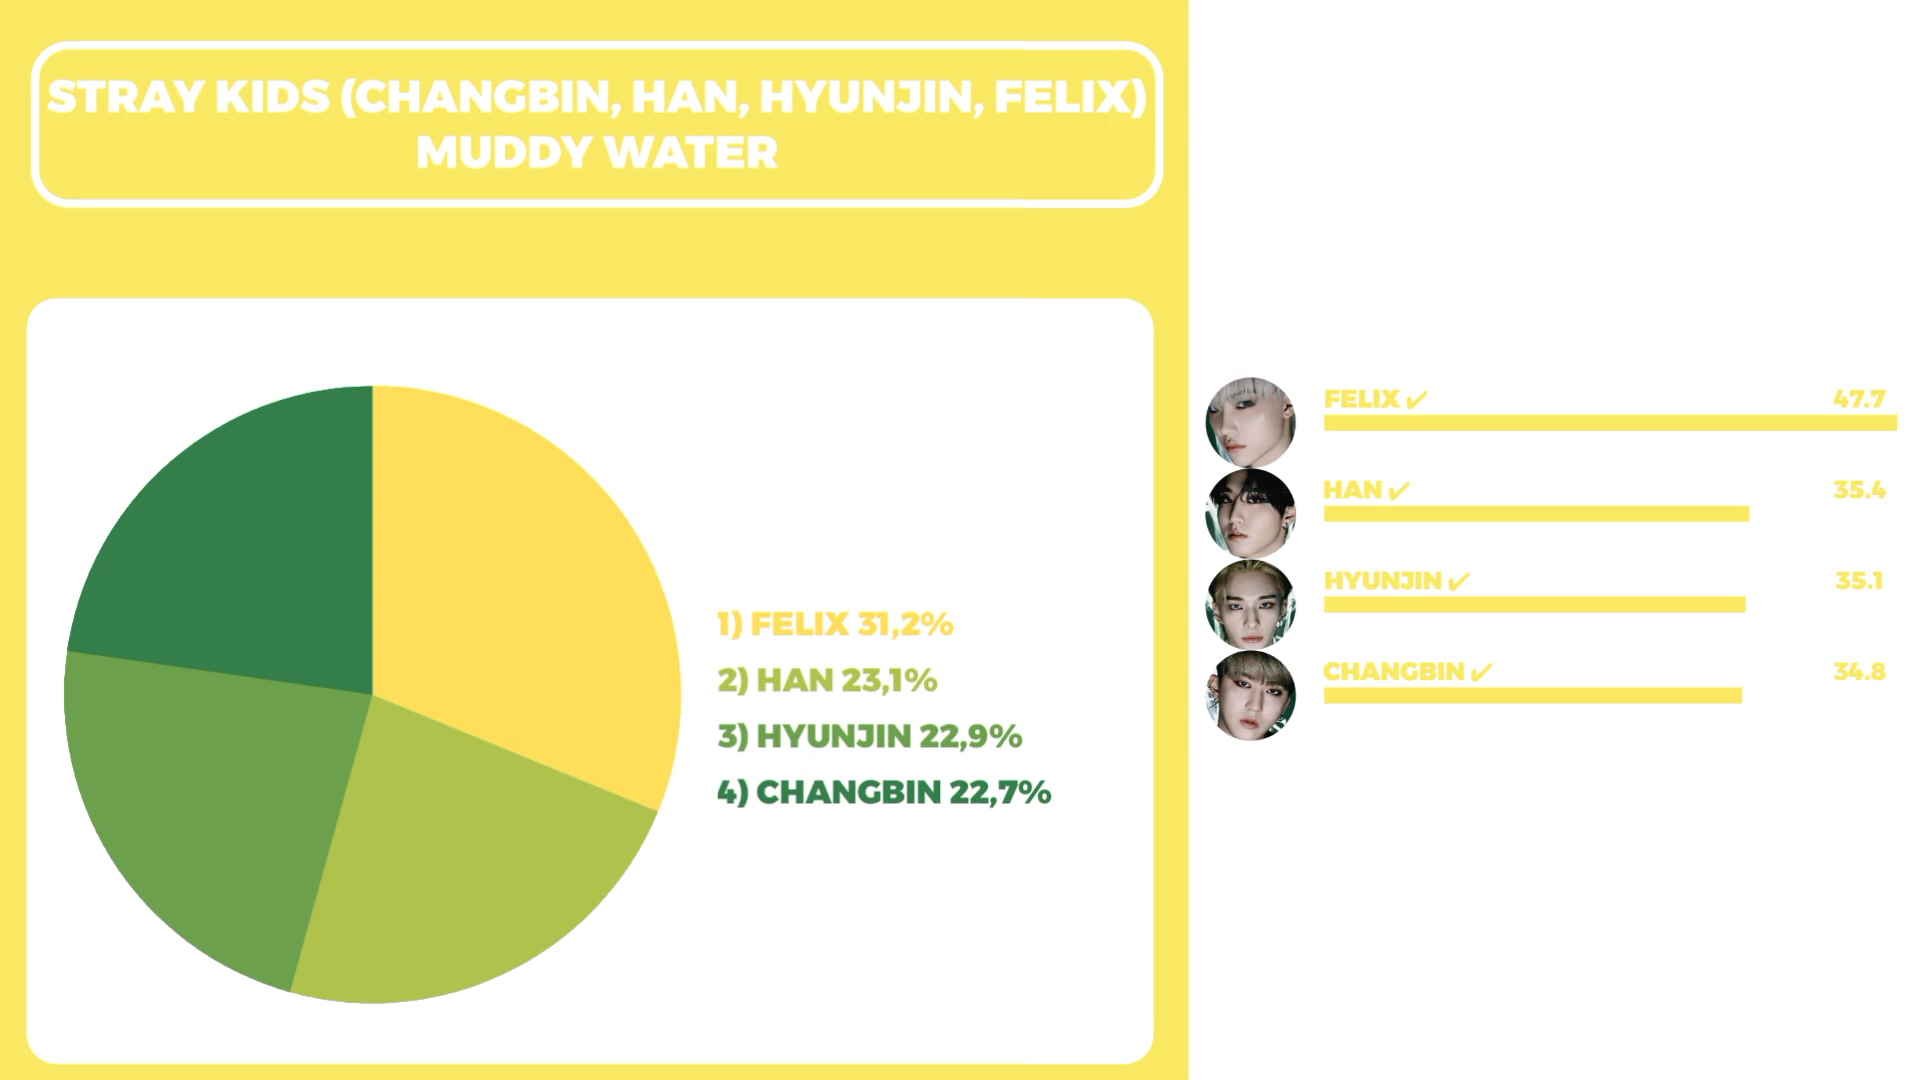 STRAY KIDS (CHANGBIN, HAN, HYUNJIN, FELIX)
MUDDY WATER
1) FELIX 31,2%
2) HAN 23,1%
3) HYUNJIN 22,9%
4) CHANGBIN 22,7%
FELIX ✓ 47.7
HAN ✓ 35.4
HYUNJIN ✓ 35.1
CHANGBIN ✓ 34.8